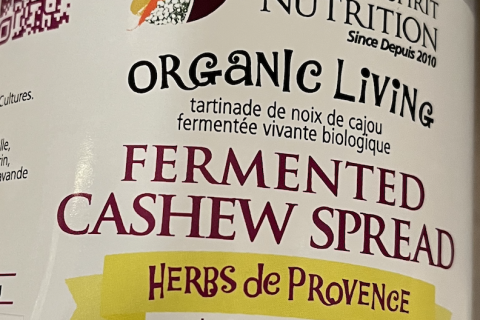 NUTRITION
Since Depuis 2010
ORGANIC LIVING
tartinade de noix de cajou
fermentée vivante biologique
FERMENTED
CASHEW SPREAD
HERBS de PROVENCE
Cultures.